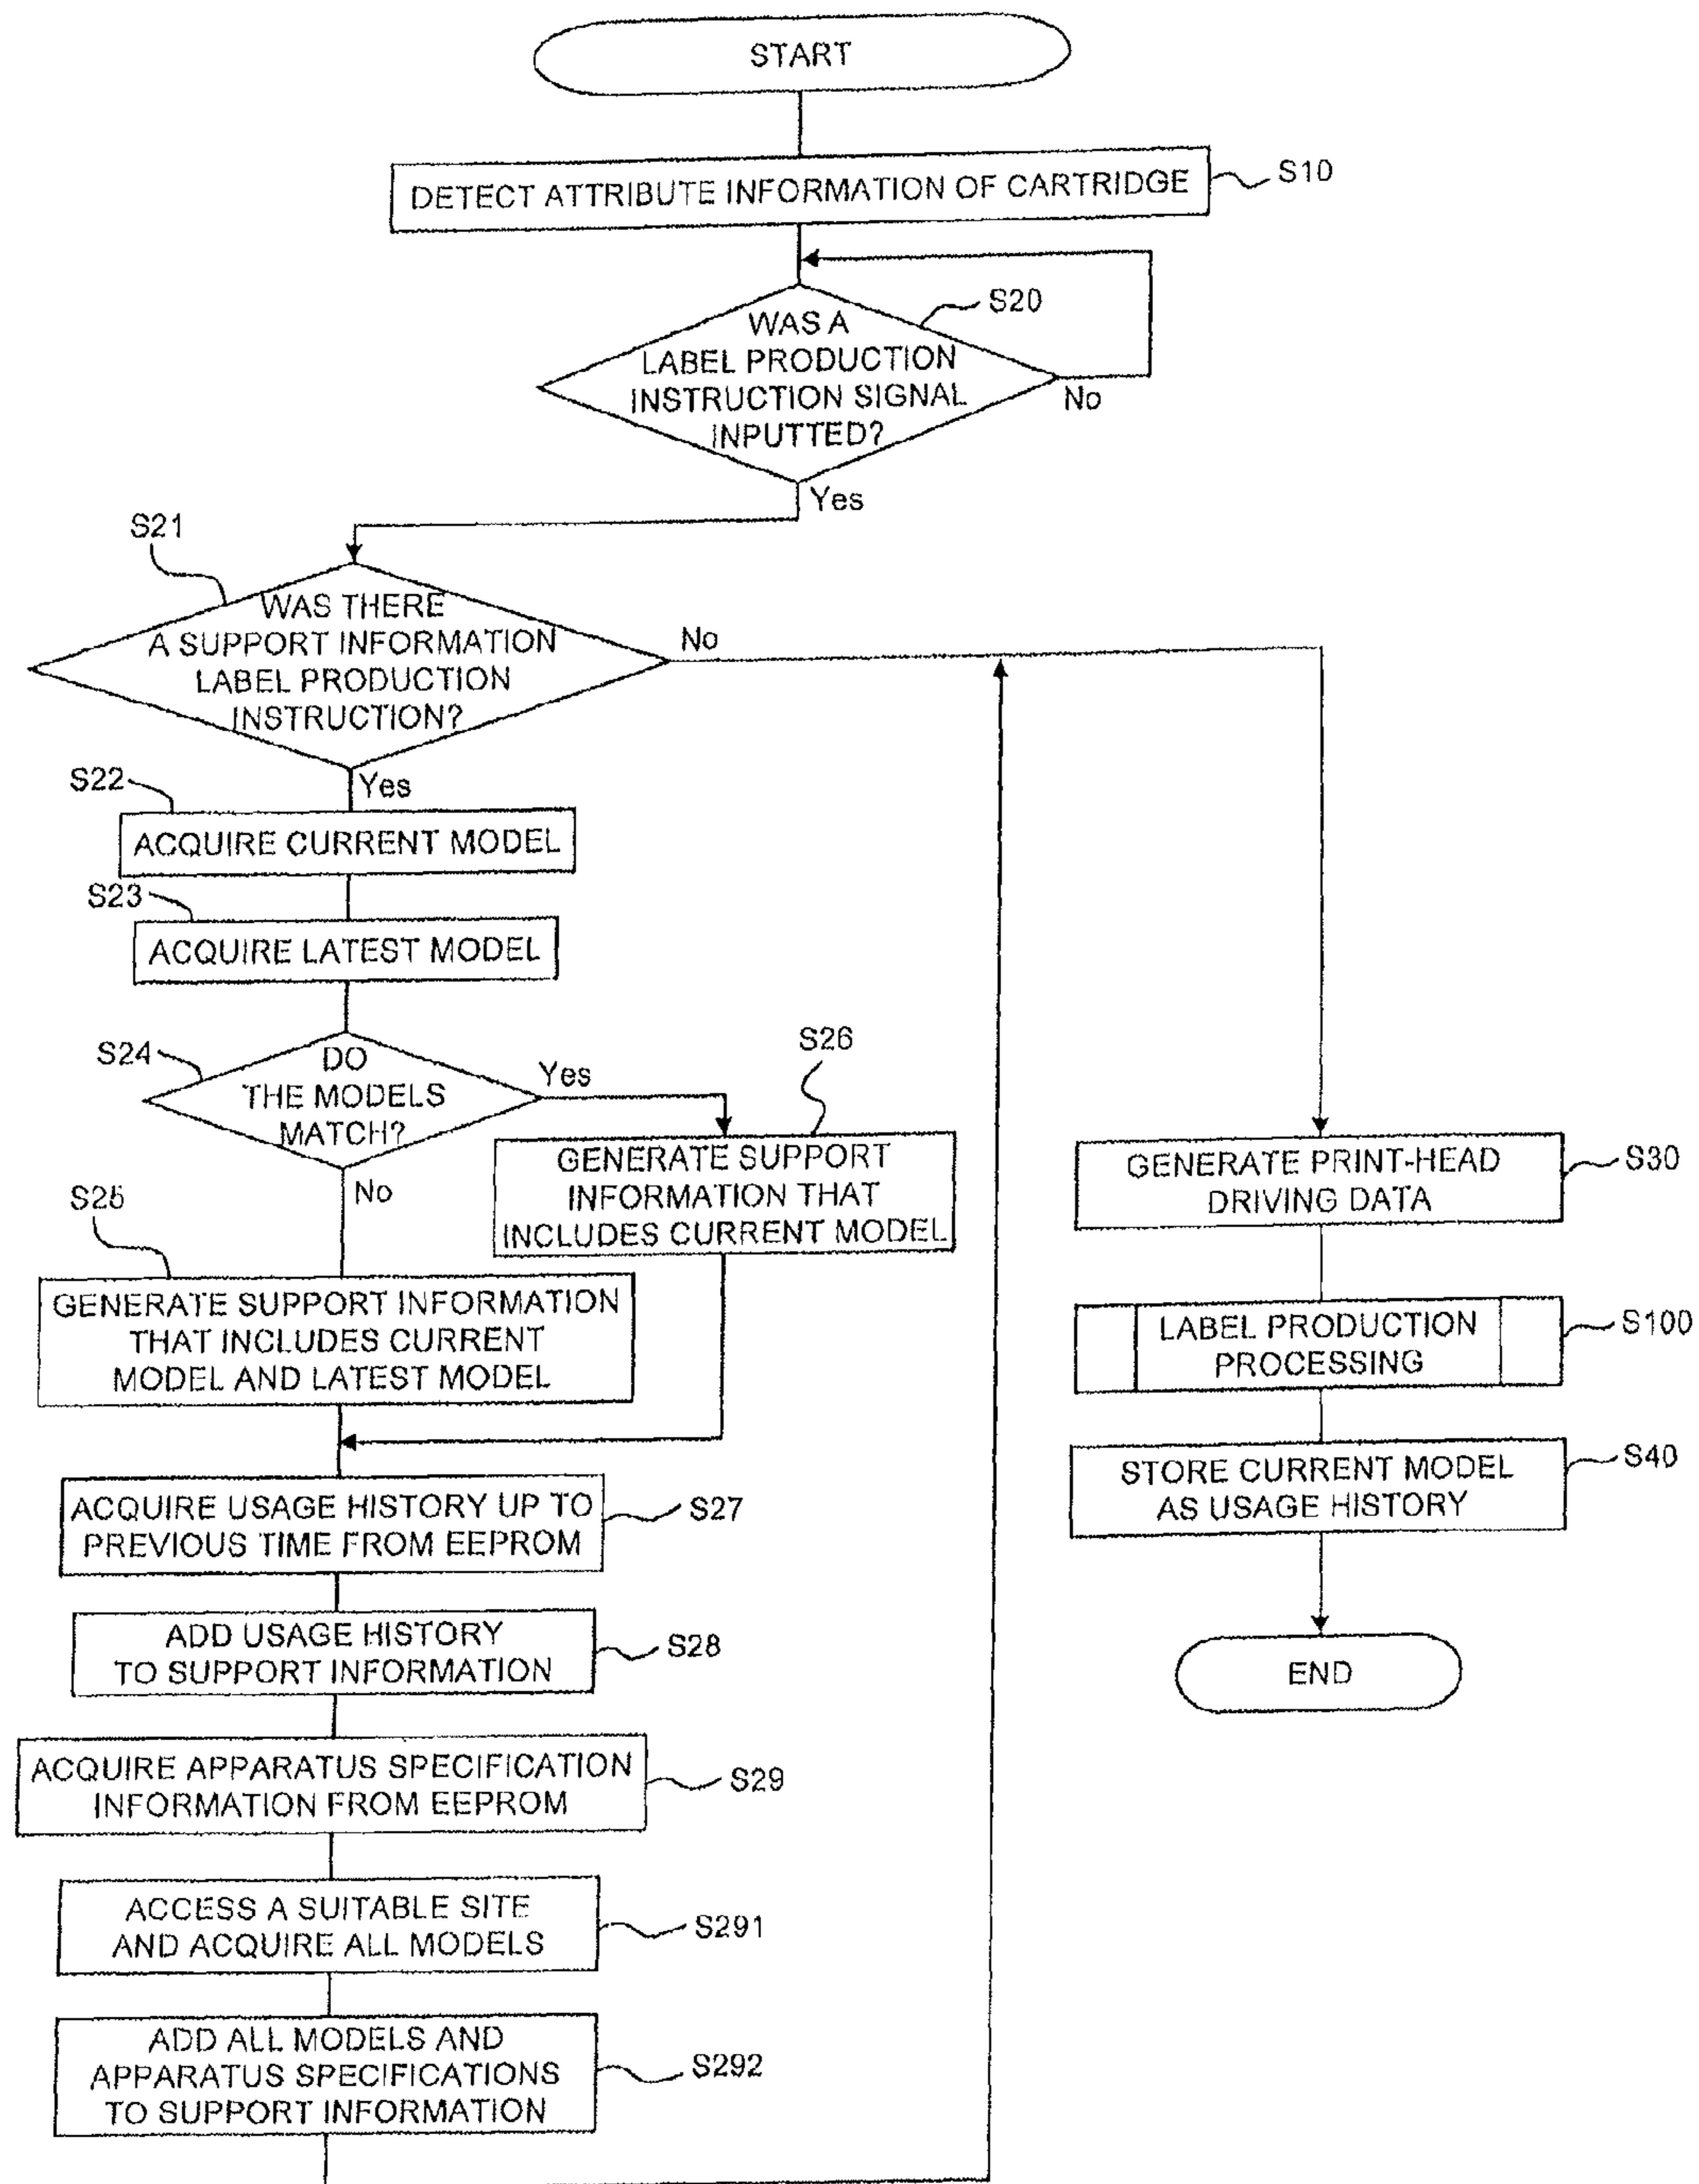 START
DETECT ATTRIBUTE INFORMATION OF CARTRIDGE
S10
S20
WAS A
LABEL PRODUCTION
INSTRUCTION SIGNAL
INPUTTED?
No
Yes
S21
WAS THERE
A SUPPORT INFORMATION
LABEL PRODUCTION
INSTRUCTION?
No
Yes
S22
ACQUIRE CURRENT MODEL
S23
ACQUIRE LATEST MODEL
S24
DO
THE MODELS
MATCH?
Yes
No
S26
GENERATE SUPPORT
INFORMATION THAT
INCLUDES CURRENT MODEL
S25
GENERATE SUPPORT INFORMATION
THAT INCLUDES CURRENT
MODEL AND LATEST MODEL
ACQUIRE USAGE HISTORY UP TO
PREVIOUS TIME FROM EEPROM
S27
ADD USAGE HISTORY
TO SUPPORT INFORMATION
S28
ACQUIRE APPARATUS SPECIFICATION
INFORMATION FROM EEPROM
S29
ACCESS A SUITABLE SITE
AND ACQUIRE ALL MODELS
S291
ADD ALL MODELS AND
APPARATUS SPECIFICATIONS
TO SUPPORT INFORMATION
S292
GENERATE PRINT-HEAD
DRIVING DATA
S30
LABEL PRODUCTION
PROCESSING
S100
STORE CURRENT MODEL
AS USAGE HISTORY
S40
END